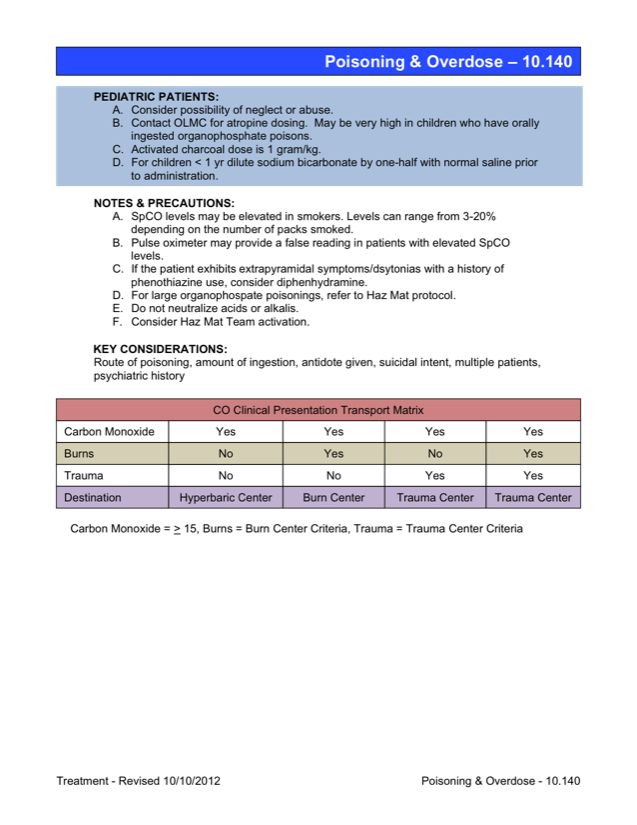 Poisoning & Overdose – 10.140
PEDIATRIC PATIENTS:
A. Consider possibility of neglect or abuse.
B. Contact OLMC for atropine dosing.  May be very high in children who have orally
ingested organophosphate poisons.
C. Activated charcoal dose is 1 gram/kg.
D. For children < 1 yr dilute sodium bicarbonate by one-half with normal saline prior
to administration.
NOTES & PRECAUTIONS:
A. SpCO levels may be elevated in smokers. Levels can range from 3-20%
depending on the number of packs smoked.
B. Pulse oximeter may provide a false reading in patients with elevated SpCO
levels.
C. If the patient exhibits extrapyramidal symptoms/dsytonias with a history of
phenothiazine use, consider diphenhydramine.
D. For large organophospate poisonings, refer to Haz Mat protocol.
E. Do not neutralize acids or alkalis.
F. Consider Haz Mat Team activation.
KEY CONSIDERATIONS:
Route of poisoning, amount of ingestion, antidote given, suicidal intent, multiple patients,
psychiatric history
CO Clinical Presentation Transport Matrix
Carbon Monoxide Yes Yes Yes Yes
Burns No Yes No Yes
Trauma No No Yes Yes
Destination Hyperbaric Center Burn Center Trauma Center Trauma Center
Carbon Monoxide = ≥ 15, Burns = Burn Center Criteria, Trauma = Trauma Center Criteria
Treatment - Revised 10/10/2012 Poisoning & Overdose - 10.140